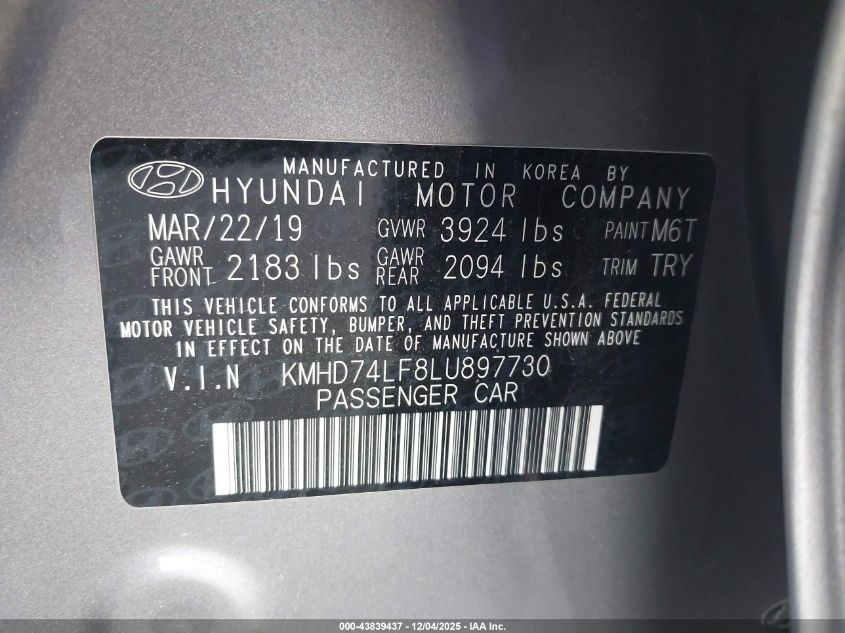 MANUFACTURED IN KOREA BY
HYUNDAI MOTOR COMPANY
MAR/22/19 GVWR 3924 lbs PAINT M6T
GAWR FRONT 2183 lbs GAWR REAR 2094 lbs TRIM TRY
THIS VEHICLE CONFORMS TO ALL APPLICABLE U.S.A. FEDERAL
MOTOR VEHICLE SAFETY, BUMPER, AND THEFT PREVENTION STANDARDS
IN EFFECT ON THE DATE OF MANUFACTURE SHOWN ABOVE
V.I.N KMHD74LF8LU897730
PASSENGER CAR
000-43839437 - 12/04/2025 - IAA Inc.